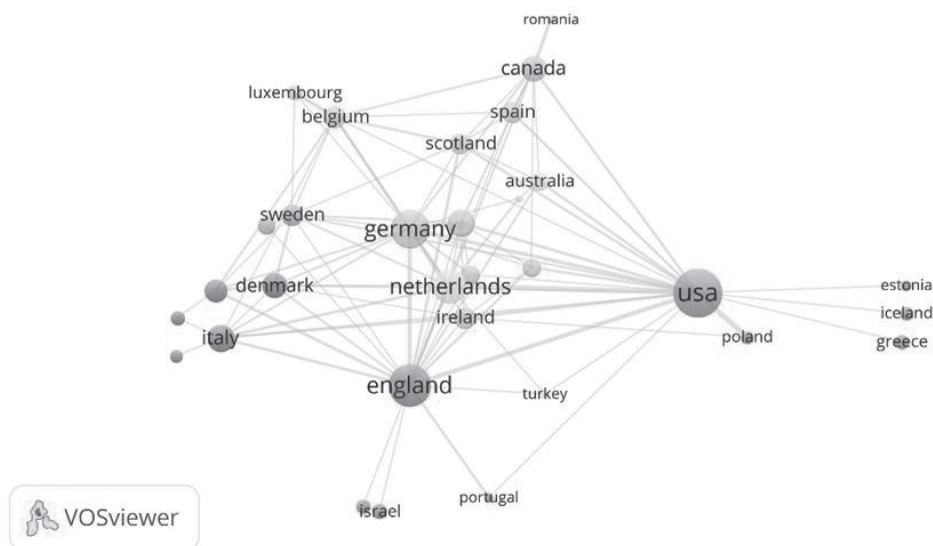 romania
canada
luxembourg
belgium
spain
scotland
australia
sweden
germany
denmark
netherlands
usa
estonia
ireland
iceland
italy
poland
greece
england
turkey
portugal
israel
VOSviewer